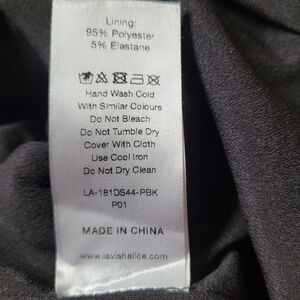 Lining:
95% Polyester
5% Elastane
Hand Wash Cold
With Similar Colours
Do Not Bleach
Do Not Tumble Dry
Cover With Cloth
Use Cool Iron
Do Not Dry Clean
LA-181DS44-PBK
P01
MADE IN CHINA
www.lavishalice.com